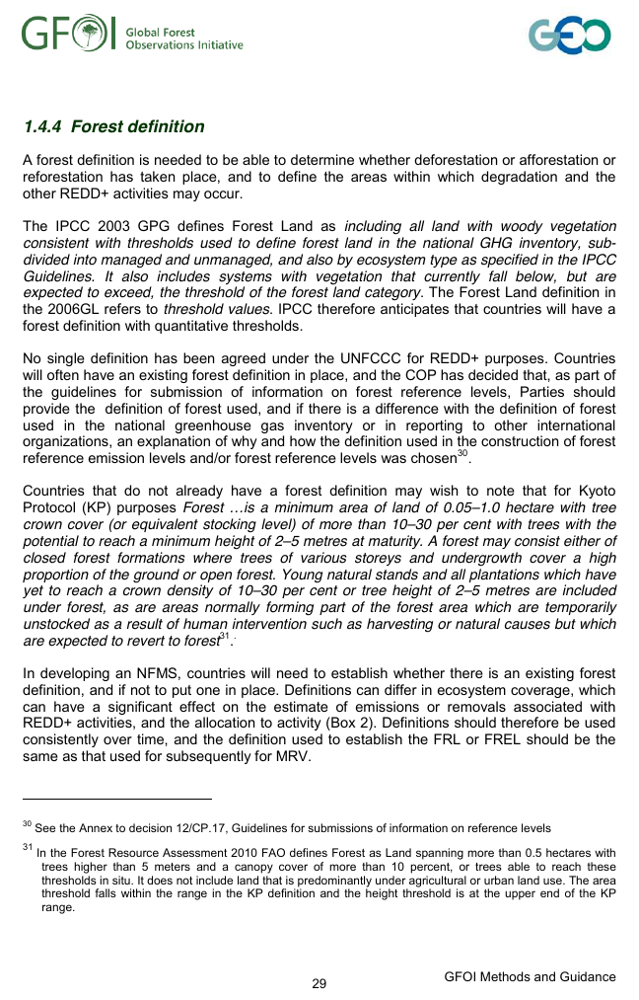 GFOI Global Forest
Observations Initiative
GEO
1.4.4 Forest definition
A forest definition is needed to be able to determine whether deforestation or afforestation or
reforestation has taken place, and to define the areas within which degradation and the
other REDD+ activities may occur.
The IPCC 2003 GPG defines Forest Land as including all land with woody vegetation
consistent with thresholds used to define forest land in the national GHG inventory, sub-
divided into managed and unmanaged, and also by ecosystem type as specified in the IPCC
Guidelines. It also includes systems with vegetation that currently fall below, but are
expected to exceed, the threshold of the forest land category. The Forest Land definition in
the 2006GL refers to threshold values. IPCC therefore anticipates that countries will have a
forest definition with quantitative thresholds.
No single definition has been agreed under the UNFCCC for REDD+ purposes. Countries
will often have an existing forest definition in place, and the COP has decided that, as part of
the guidelines for submission of information on forest reference levels, Parties should
provide the definition of forest used, and if there is a difference with the definition of forest
used in the national greenhouse gas inventory or in reporting to other international
organizations, an explanation of why and how the definition used in the construction of forest
reference emission levels and/or forest reference levels was chosen30.
Countries that do not already have a forest definition may wish to note that for Kyoto
Protocol (KP) purposes Forest …is a minimum area of land of 0.05–1.0 hectare with tree
crown cover (or equivalent stocking level) of more than 10–30 per cent with trees with the
potential to reach a minimum height of 2–5 metres at maturity. A forest may consist either of
closed forest formations where trees of various storeys and undergrowth cover a high
proportion of the ground or open forest. Young natural stands and all plantations which have
yet to reach a crown density of 10–30 per cent or tree height of 2–5 metres are included
under forest, as are areas normally forming part of the forest area which are temporarily
unstocked as a result of human intervention such as harvesting or natural causes but which
are expected to revert to forest31.
In developing an NFMS, countries will need to establish whether there is an existing forest
definition, and if not to put one in place. Definitions can differ in ecosystem coverage, which
can have a significant effect on the estimate of emissions or removals associated with
REDD+ activities, and the allocation to activity (Box 2). Definitions should therefore be used
consistently over time, and the definition used to establish the FRL or FREL should be the
same as that used for subsequently for MRV.
30 See the Annex to decision 12/CP.17, Guidelines for submissions of information on reference levels
31 In the Forest Resource Assessment 2010 FAO defines Forest as Land spanning more than 0.5 hectares with
trees higher than 5 meters and a canopy cover of more than 10 percent, or trees able to reach these
thresholds in situ. It does not include land that is predominantly under agricultural or urban land use. The area
threshold falls within the range in the KP definition and the height threshold is at the upper end of the KP
range.
29
GFOI Methods and Guidance